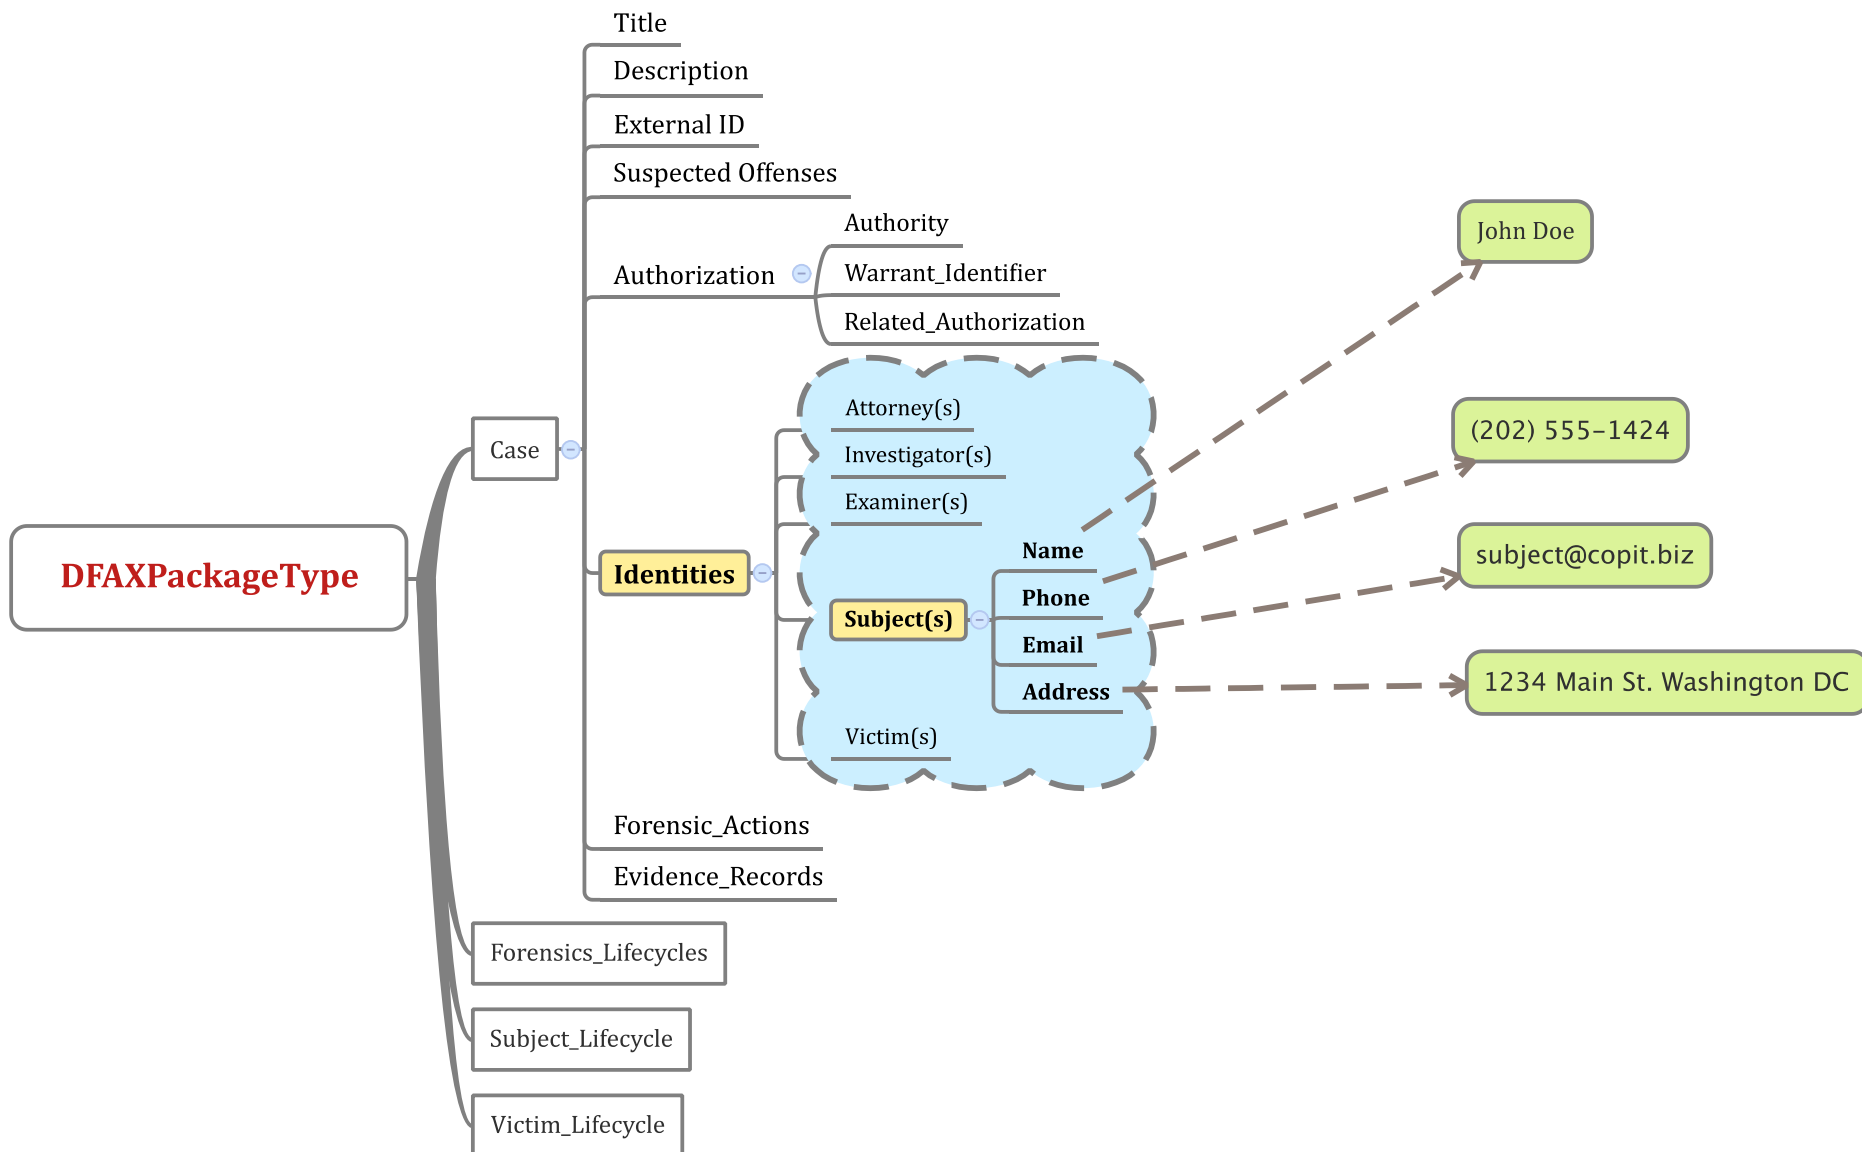 Title
Description
External ID
Suspected Offenses
Authorization
Authority
Warrant_Identifier
Related_Authorization
Case
DFAXPackageType
Identities
Attorney(s)
Investigator(s)
Examiner(s)
Subject(s)
Name
Phone
Email
Address
Victim(s)
John Doe
(202) 555-1424
subject@copit.biz
1234 Main St. Washington DC
Forensic_Actions
Evidence_Records
Forensics_Lifecycles
Subject_Lifecycle
Victim_Lifecycle